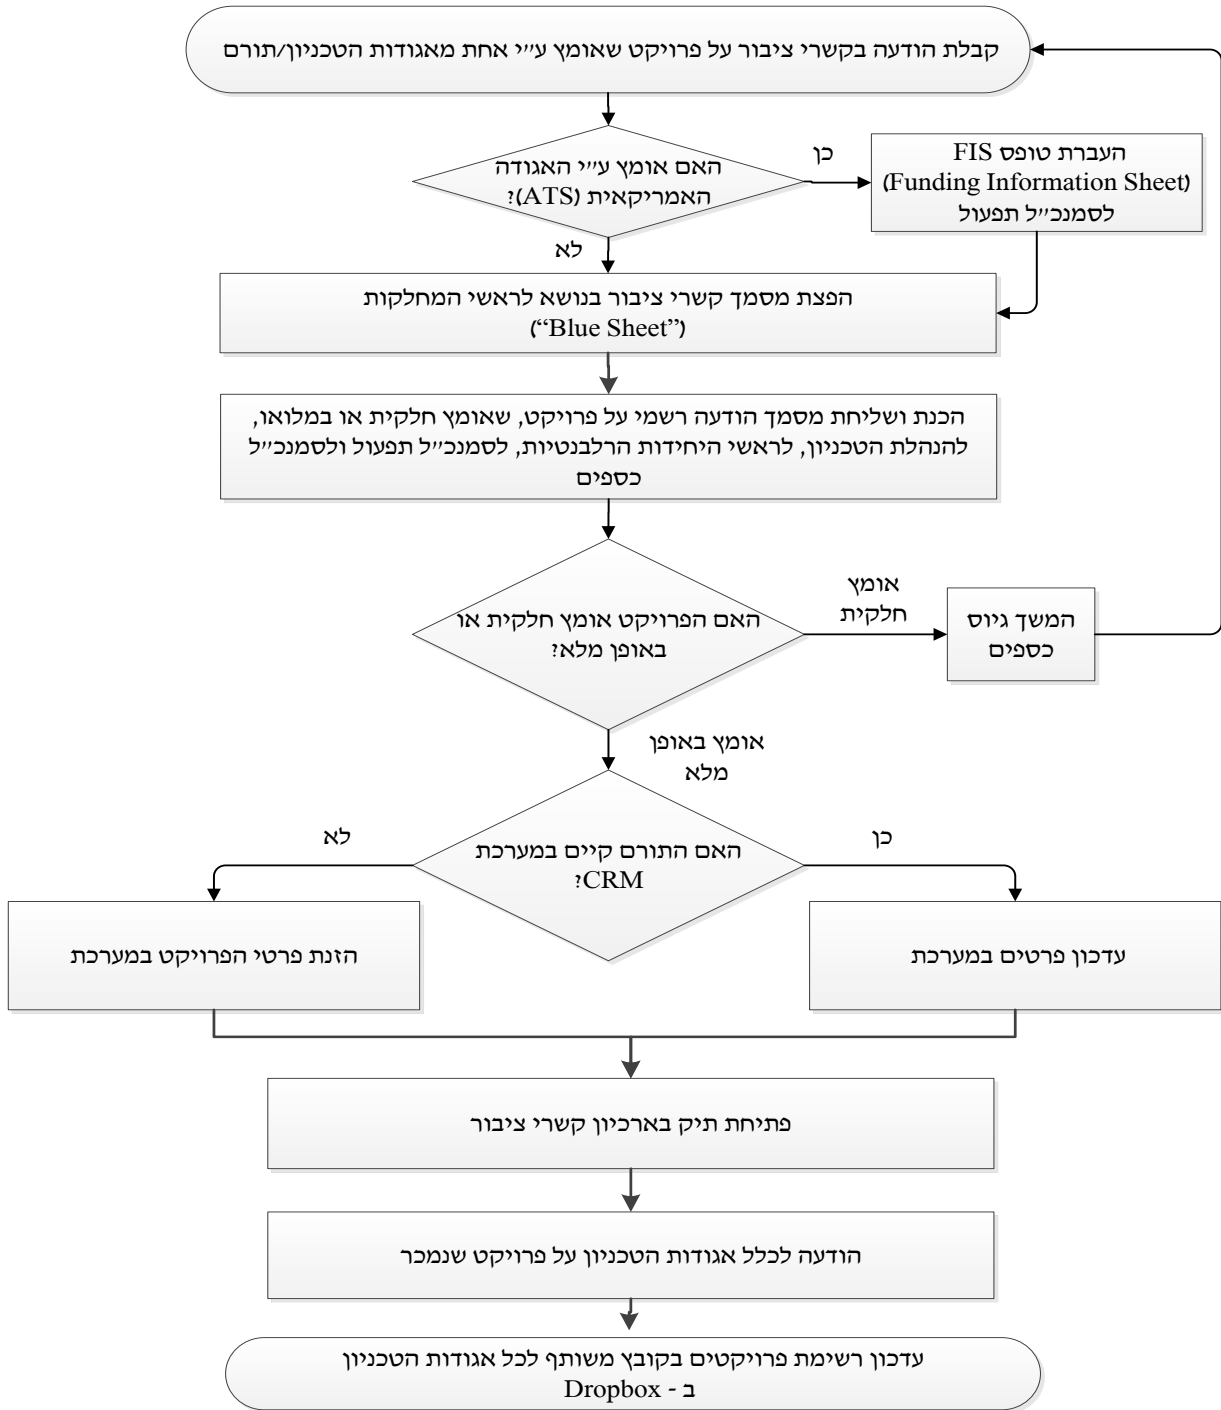 קבלת הודעה בקשרי ציבור על פרויקט שאומץ ע״י אחת מאגודות הטכניון/תורם
האם אומץ ע״י האגודה
האמריקאית (ATS)?
כן
העברת טופס FIS
(Funding Information Sheet)
לסמנכ״ל תפעול
לא
הפצת מסמך קשרי ציבור בנושא לראשי המחלקות
(“Blue Sheet”)
הכנת ושליחת מסמך הודעה רשמי על פרויקט, שאומץ חלקית או במלואו,
להנהלת הטכניון, לראשי היחידות הרלבנטיות, לסמנכ״ל תפעול ולסמנכ״ל
כספים
האם הפרויקט אומץ חלקית או
באופן מלא?
אומץ
חלקית
המשך גיוס
כספים
אומץ באופן
מלא
האם התורם קיים במערכת
CRM?
כן
לא
עדכון פרטים במערכת
הזנת פרטי הפרויקט במערכת
פתיחת תיק בארכיון קשרי ציבור
הודעה לכלל אגודות הטכניון על פרויקט שנמכר
עדכון רשימת פרויקטים בקובץ משותף לכל אגודות הטכניון
ב - Dropbox